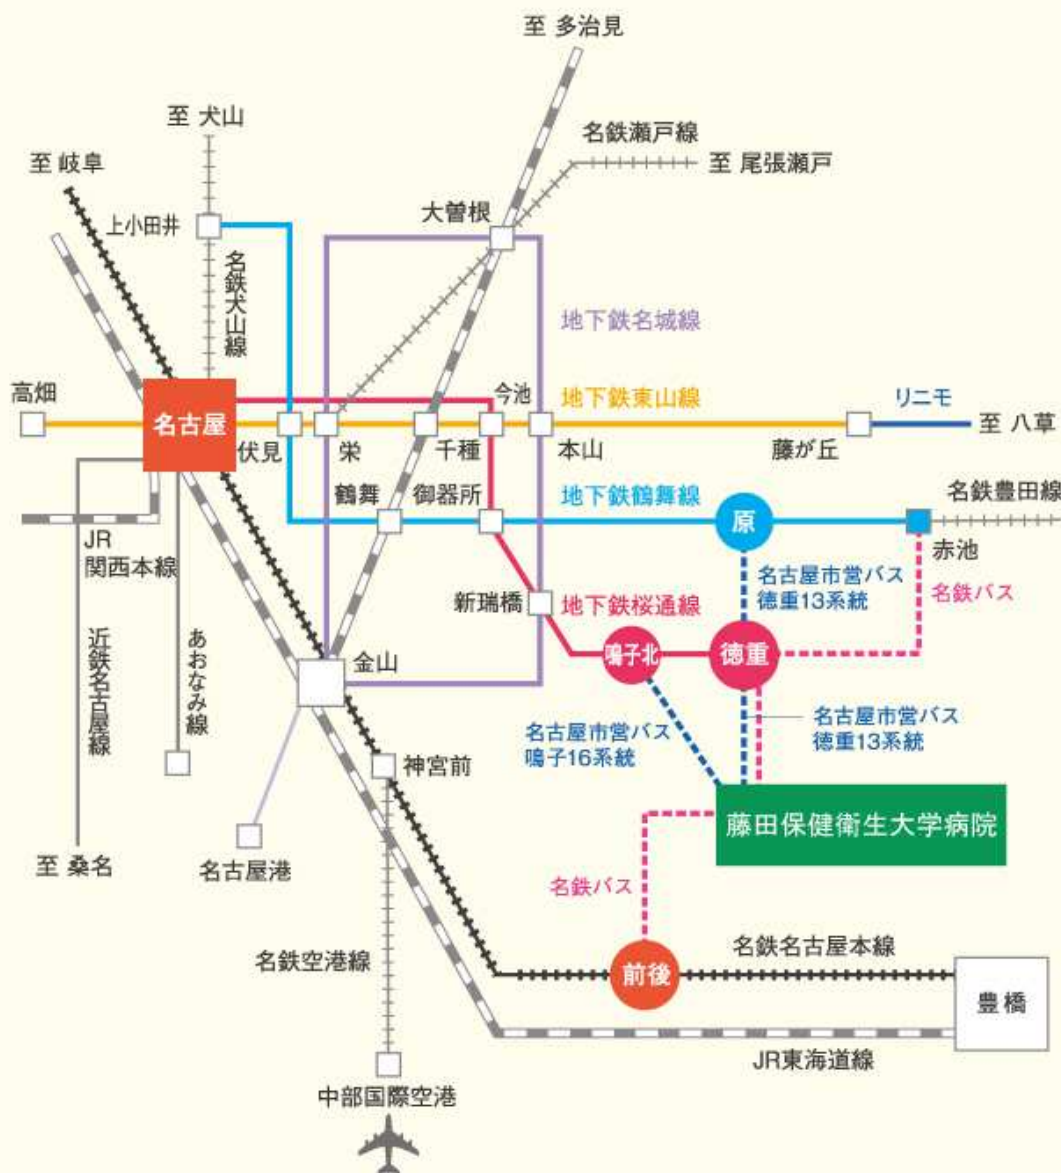 至 多治見
至 犬山
名鉄瀬戸線
至 岐阜
至 尾張瀬戸
上小田井
大曽根
名鉄犬山線
地下鉄名城線
高畑
名古屋
今池
地下鉄東山線
リニモ
至 八草
伏見
栄
千種
本山
藤が丘
鶴舞
御器所
地下鉄鶴舞線
原
名鉄豊田線
赤池
JR
関西本線
名古屋市営バス
徳重13系統
名鉄バス
新瑞橋
地下鉄桜通線
近鉄名古屋線
あおなみ線
金山
鳴子北
徳重
名古屋市営バス
鳴子16系統
名古屋市営バス
徳重13系統
神宮前
藤田保健衛生大学病院
至 桑名
名古屋港
名鉄バス
名鉄空港線
前後
名鉄名古屋本線
豊橋
JR東海道線
中部国際空港